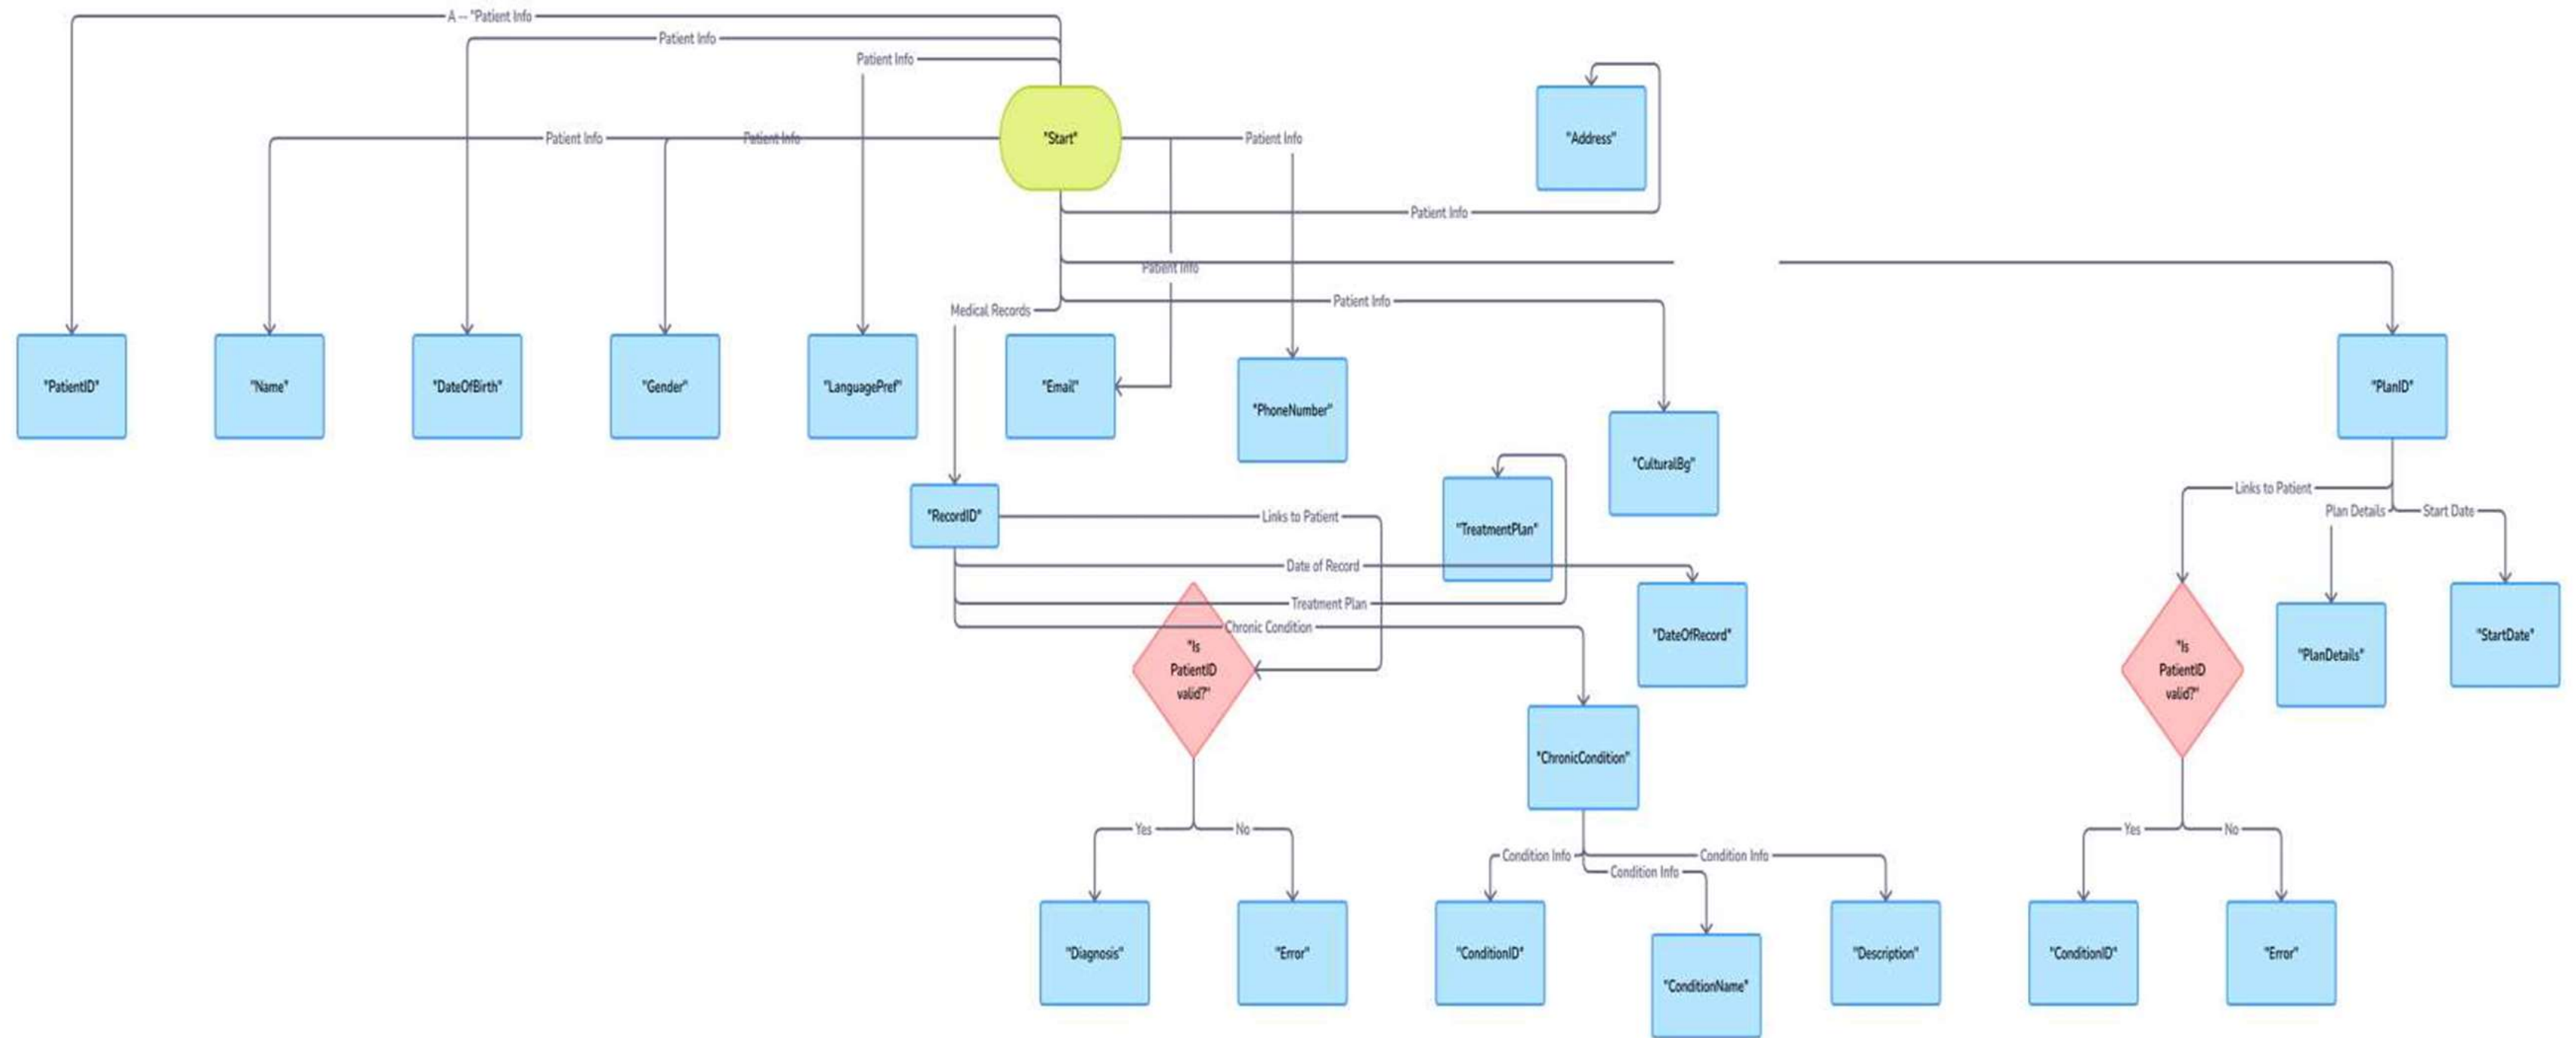 A -- "Patient Info
Patient Info
Patient Info
"Start"
"Address"
Patient Info
Patient Info
Patient Info
Patient Info
Patient Info
Patient Info
Medical Records
"PatientID"
"Name"
"DateOfBirth"
"Gender"
"LanguagePref"
"Email"
"PhoneNumber"
"CulturalBg"
"PlanID"
"RecordID"
Links to Patient
"TreatmentPlan"
Links to Patient
Plan Details
Start Date
Date of Record
Treatment Plan
Chronic Condition
"DateOfRecord"
"Is
PatientID
valid?"
"Is
PatientID
valid?"
"PlanDetails"
"StartDate"
"ChronicCondition"
Yes
No
Condition Info
Condition Info
Condition Info
Yes
No
"Diagnosis"
"Error"
"ConditionID"
"ConditionName"
"Description"
"ConditionID"
"Error"